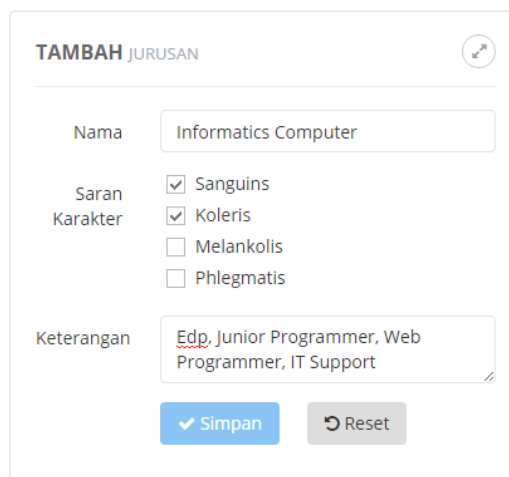 TAMBAH JURUSAN
Nama
Informatics Computer
Saran
Karakter
Sanguins
Koleris
Melankolis
Phlegmatis
Keterangan
Edp, Junior Programmer, Web
Programmer, IT Support
Simpan
Reset